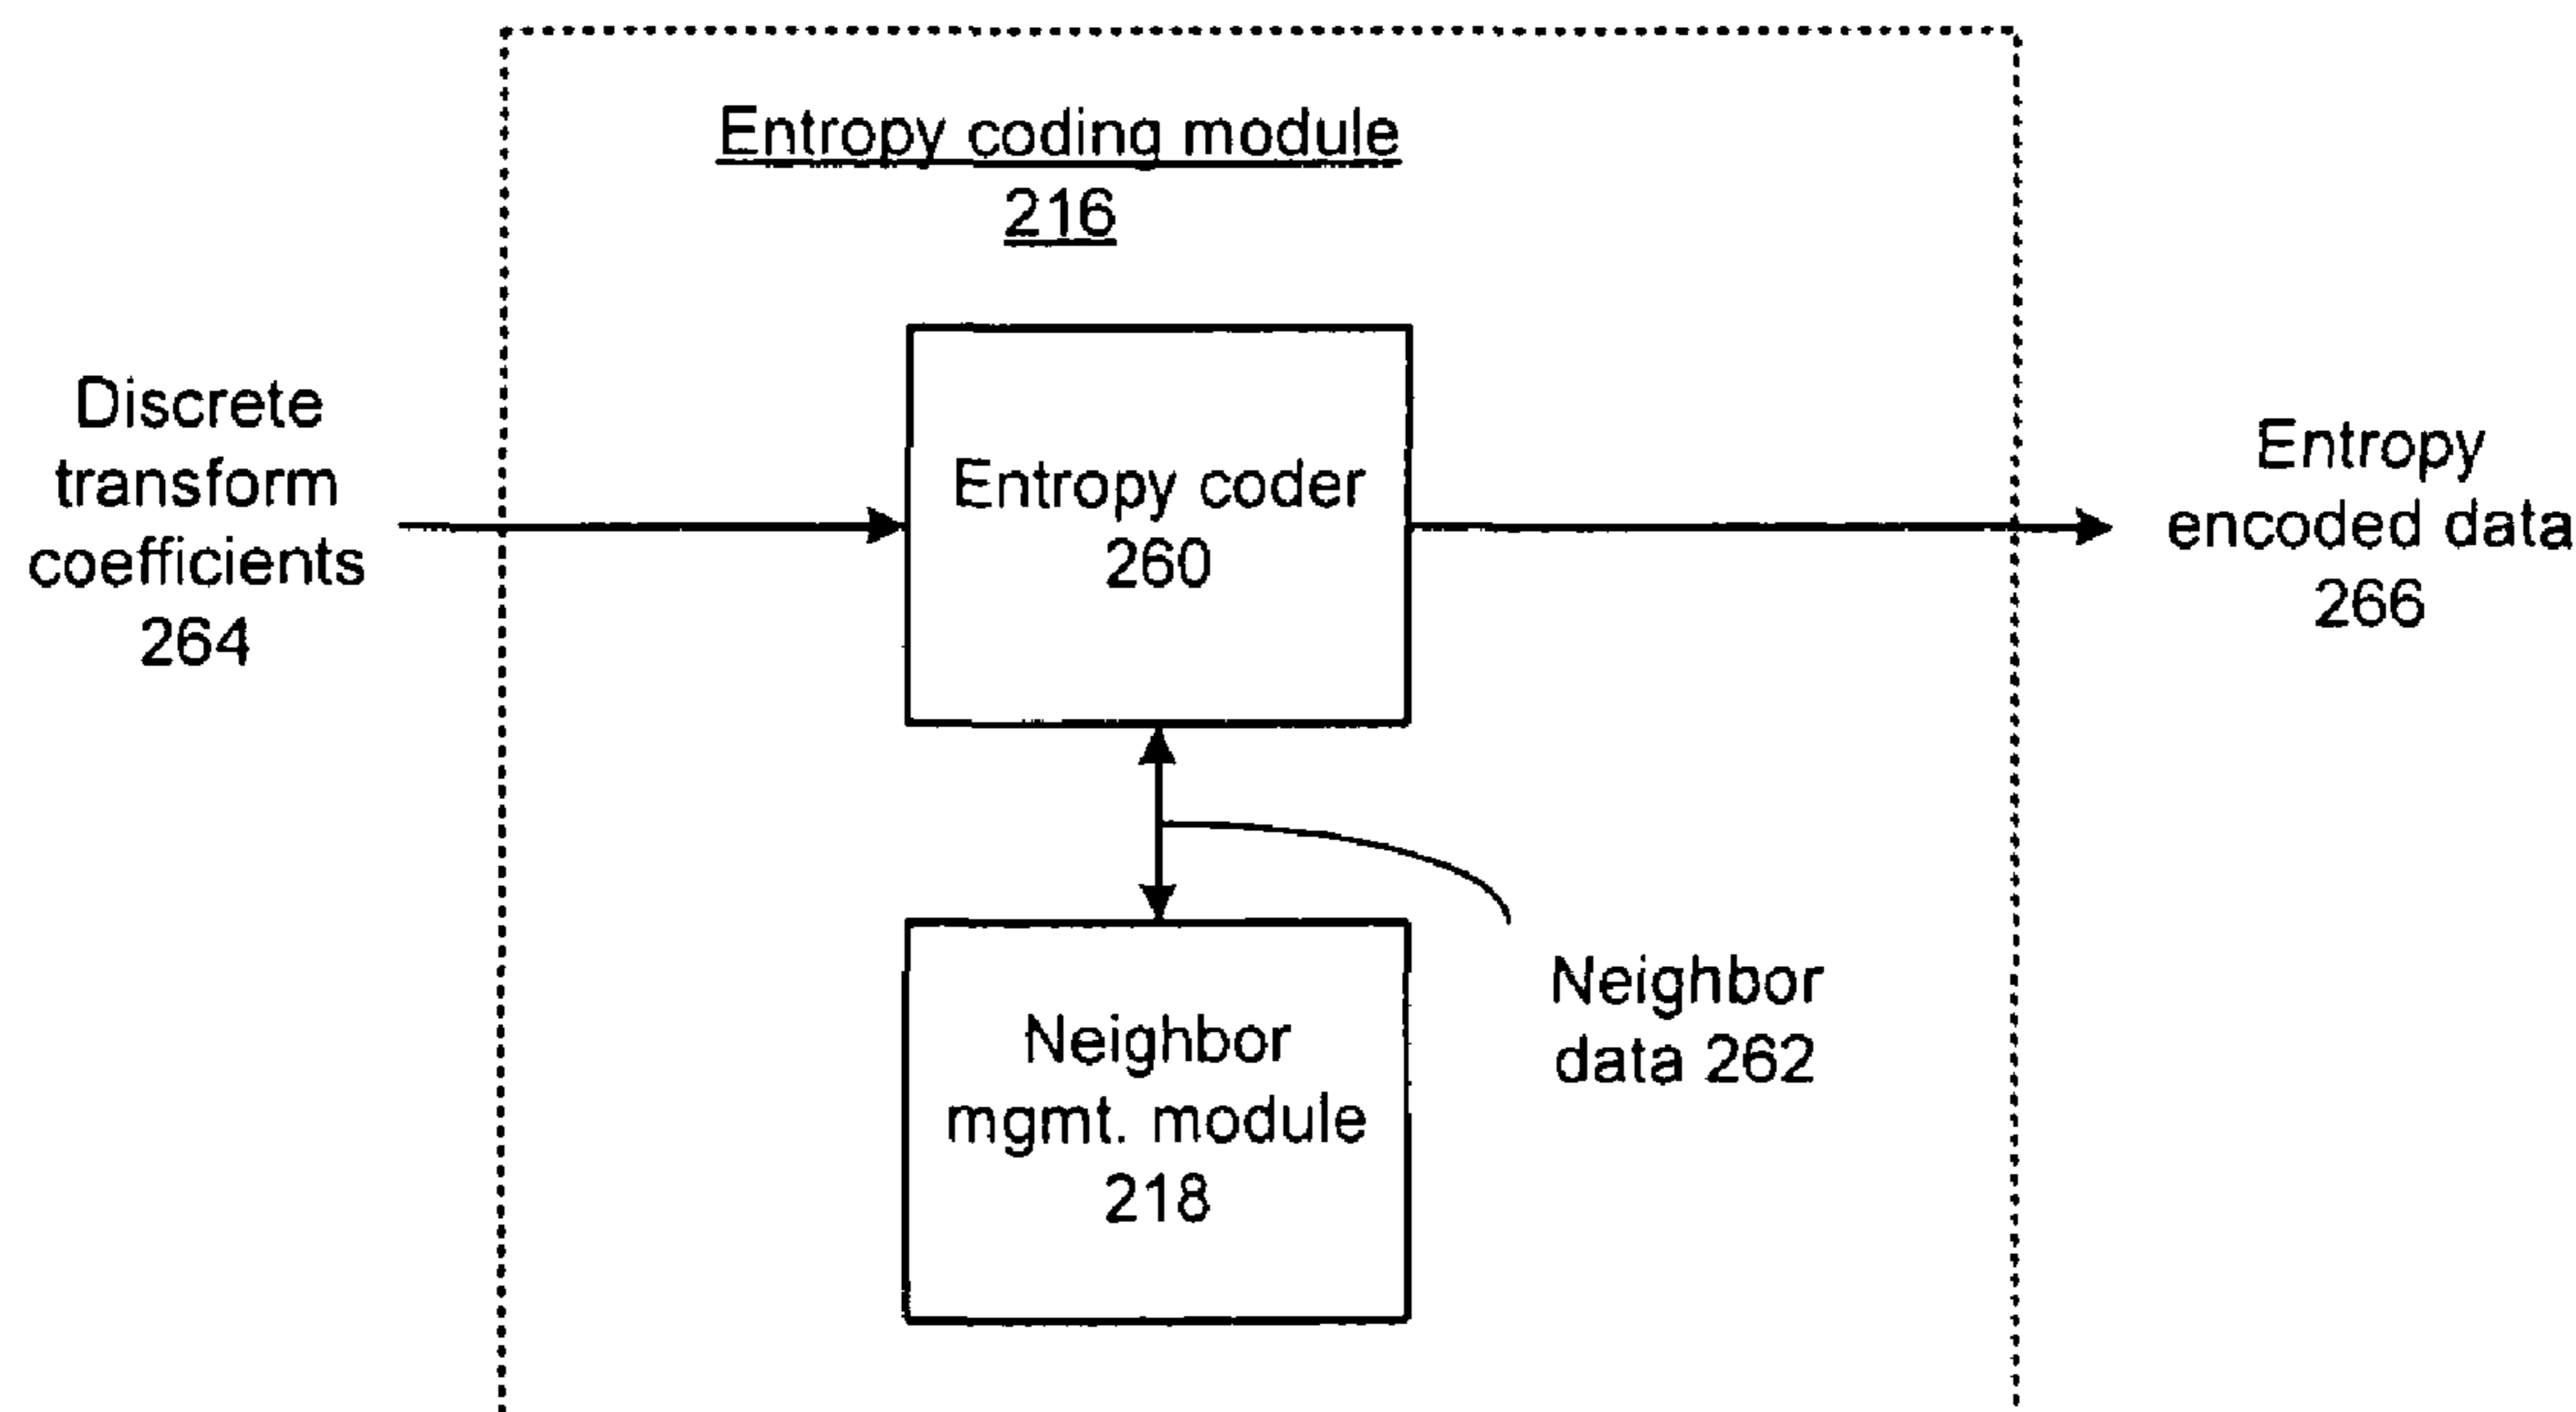 Entropy coding module
216
Discrete
transform
coefficients
264
Entropy coder
260
Entropy
encoded data
266
Neighbor
mgmt. module
218
Neighbor
data 262